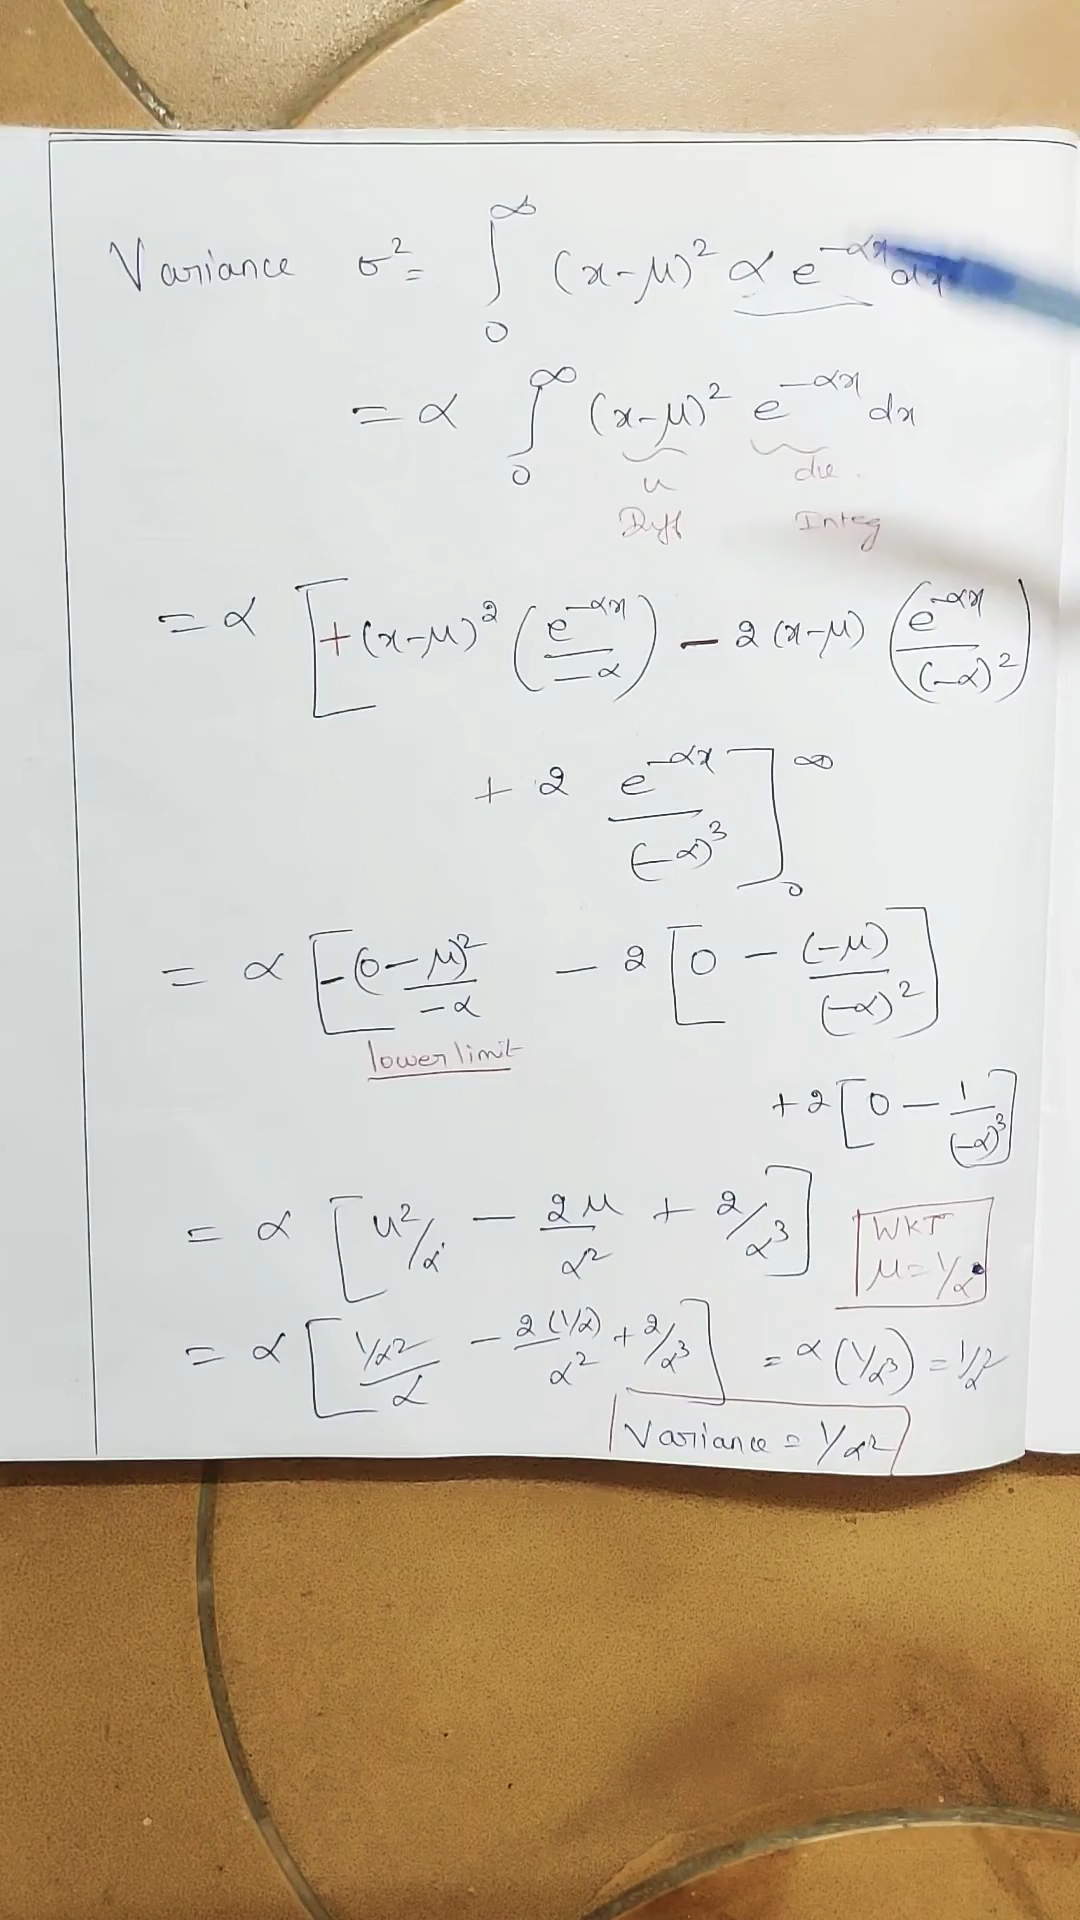 Variance σ² = ∫₀^∞ (x-μ)² α e^{-αx} dx
= α ∫₀^∞ (x-μ)² e^{-αx} dx
u dv.
Diff Integ
= α [+(x-μ)² (e^{-αx}/-α) - 2(x-μ) (e^{-αx}/(-α)²)
+ 2 e^{-αx}/(-α)³]₀^∞
= α [-(0-μ)²/-α - 2[0 - (-μ)/(-α)²]
lower limit
+2[0 - 1/(-α)³]
= α [μ²/α - 2μ/α² + 2/α³]
WKT
μ = 1/α
= α [1/α²/α - 2(1/α)/α² + 2/α³] = α(1/α³) = 1/α²
Variance = 1/α²